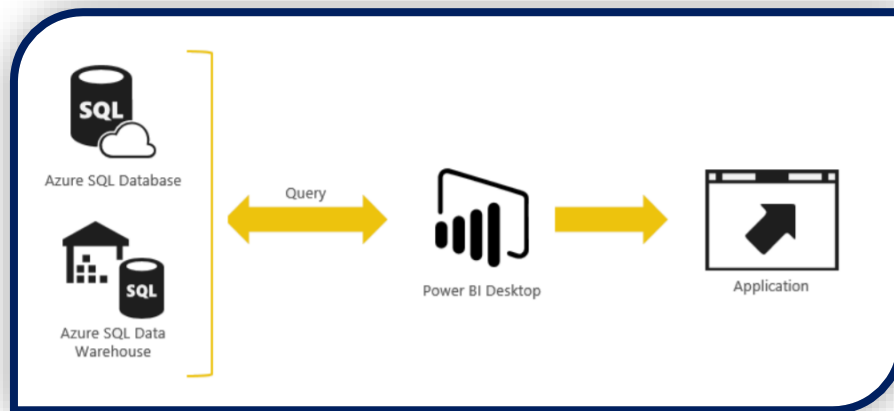 SQL
Azure SQL Database
SQL
Azure SQL Data
Warehouse
Query
Power BI Desktop
Application